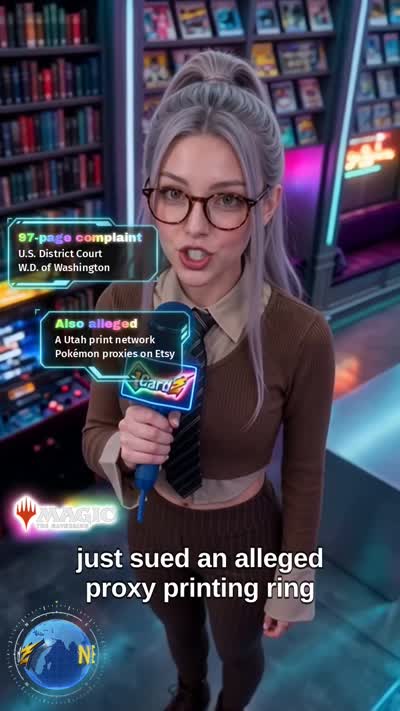 97-page complaint
U.S. District Court
W.D. of Washington
Also alleged
A Utah print network
Pokémon proxies on Etsy
MAGIC
THE GATHERING
just sued an alleged
proxy printing ring
NE